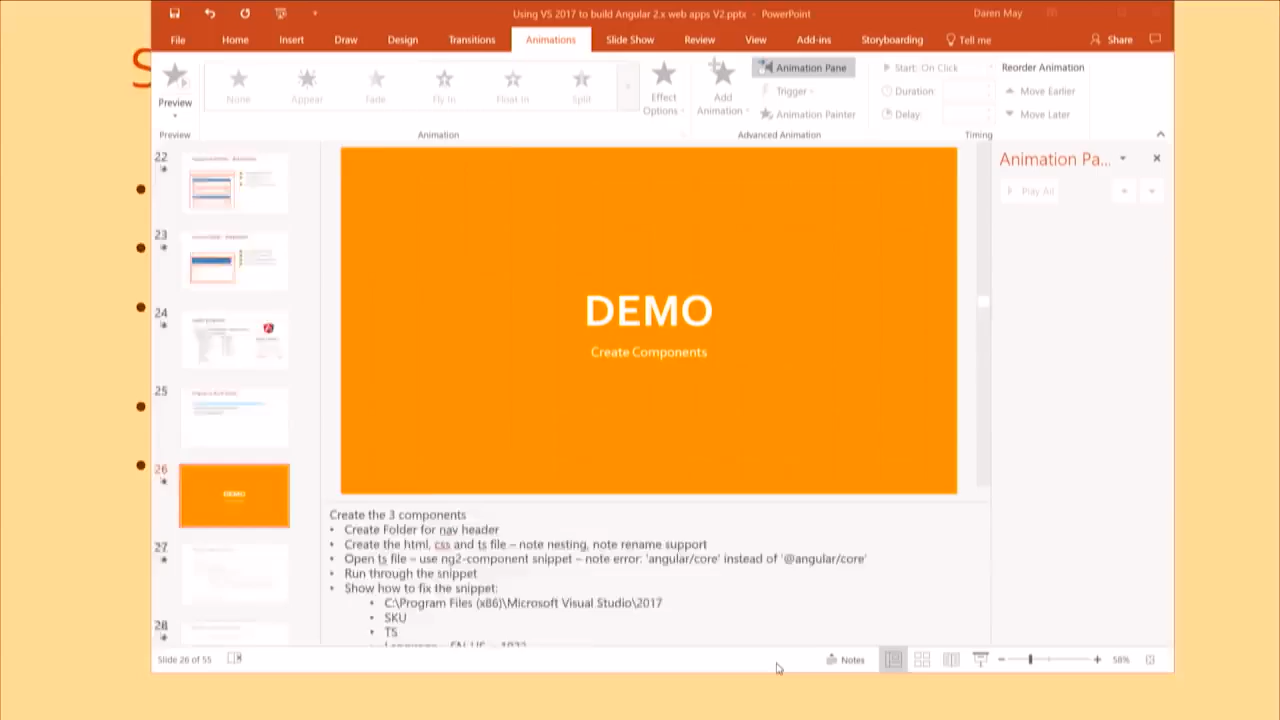 Using VS 2017 to build Angular 2.x web apps V2.pptx - PowerPoint
Daren May
File Home Insert Draw Design Transitions Animations Slide Show Review View Add-ins Storyboarding Tell me Share
Preview
None Appear Fade Fly In Float In Split
Effect Options
Add Animation
Animation Pane
Trigger
Animation Painter
Start: On Click
Duration:
Delay:
Reorder Animation
Move Earlier
Move Later
Preview Animation Advanced Animation Timing
S
22
23
24
25
26
DEMO
27
28
DEMO
Create Components
Animation Pa...
Play All
Create the 3 components
• Create Folder for nav header
• Create the html, css and ts file – note nesting, note rename support
• Open ts file – use ng2-component snippet – note error: 'angular/core' instead of '@angular/core'
• Run through the snippet
• Show how to fix the snippet:
• C:\Program Files (x86)\Microsoft Visual Studio\2017
• SKU
• TS
Slide 26 of 55
Notes
58%